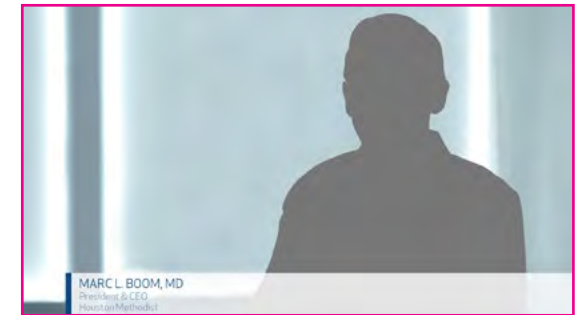 MARC L. BOOM, MD
President & CEO
Houston Methodist